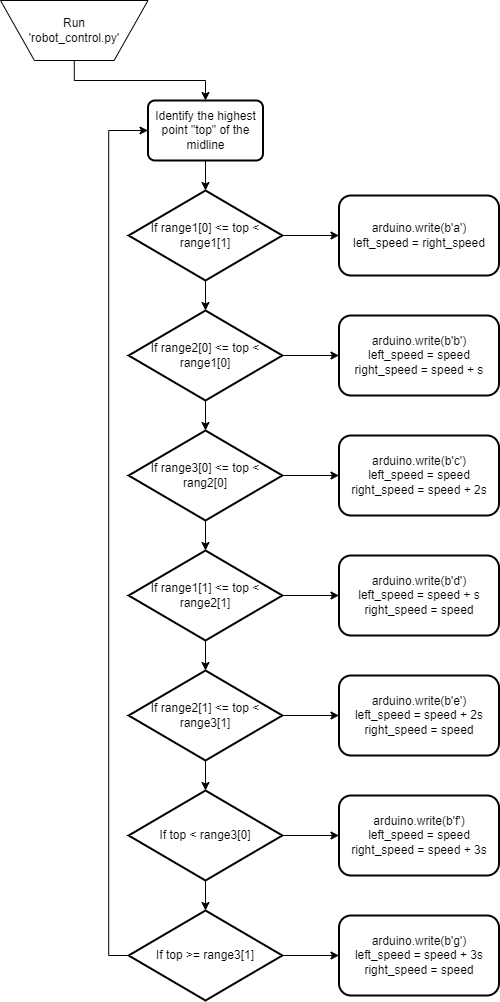 Run
'robot_control.py'
Identify the highest
point "top" of the
midline
If range1[0] <= top <
range1[1]
arduino.write(b'a')
left_speed = right_speed
If range2[0] <= top <
range1[0]
arduino.write(b'b')
left_speed = speed
right_speed = speed + s
If range3[0] <= top <
rang2[0]
arduino.write(b'c')
left_speed = speed
right_speed = speed + 2s
If range1[1] <= top <
range2[1]
arduino.write(b'd')
left_speed = speed + s
right_speed = speed
If range2[1] <= top <
range3[1]
arduino.write(b'e')
left_speed = speed + 2s
right_speed = speed
If top < range3[0]
arduino.write(b'f')
left_speed = speed
right_speed = speed + 3s
If top >= range3[1]
arduino.write(b'g')
left_speed = speed + 3s
right_speed = speed